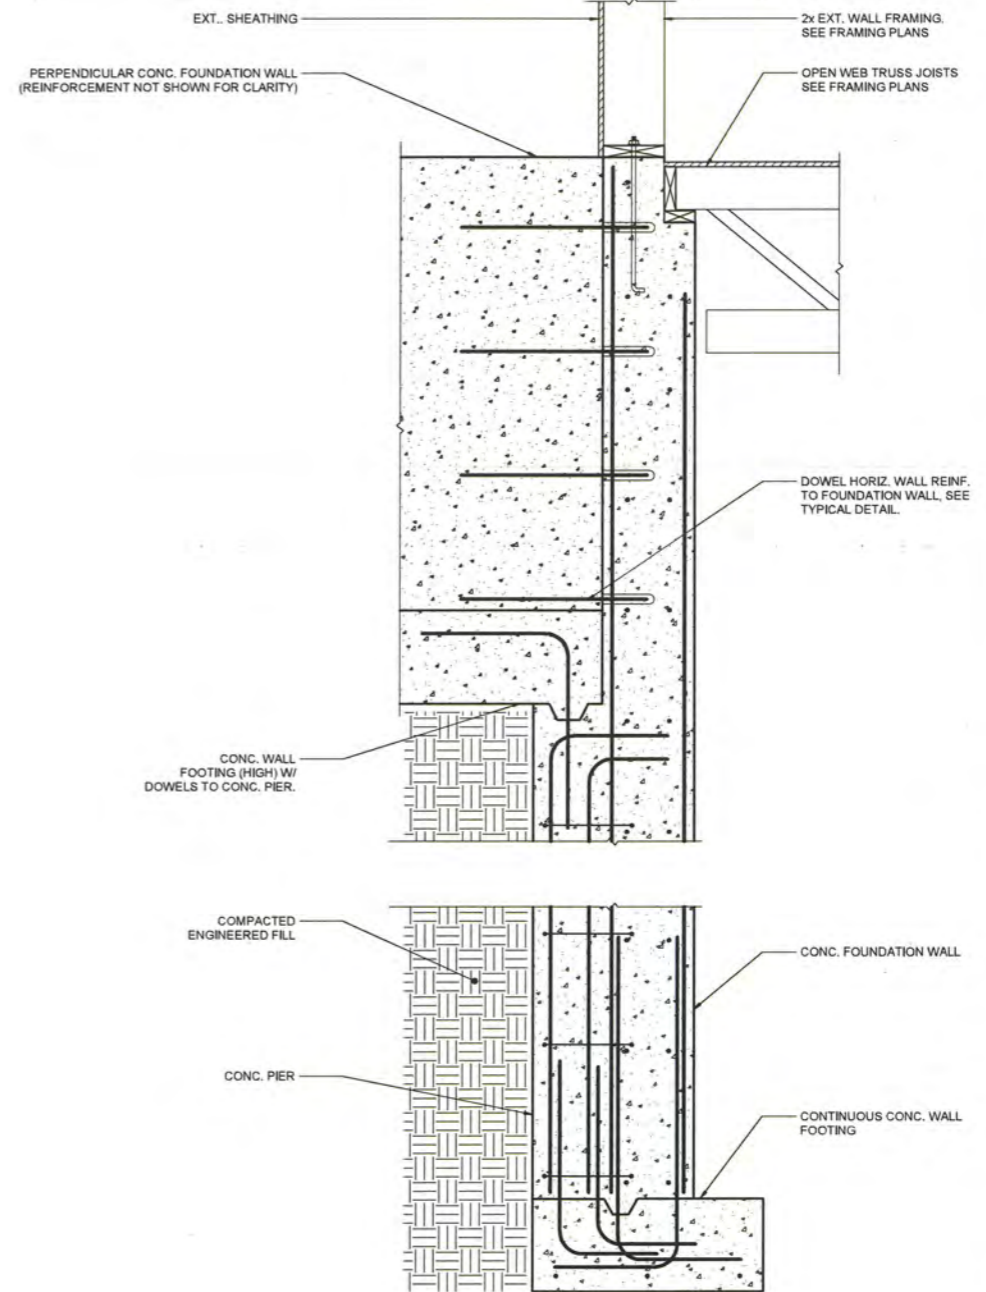 EXT.. SHEATHING
2x EXT. WALL FRAMING.
SEE FRAMING PLANS
PERPENDICULAR CONC. FOUNDATION WALL
(REINFORCEMENT NOT SHOWN FOR CLARITY)
OPEN WEB TRUSS JOISTS
SEE FRAMING PLANS
DOWEL HORIZ. WALL REINF.
TO FOUNDATION WALL, SEE
TYPICAL DETAIL.
CONC. WALL
FOOTING (HIGH) W/
DOWELS TO CONC. PIER.
COMPACTED
ENGINEERED FILL
CONC. FOUNDATION WALL
CONC. PIER
CONTINUOUS CONC. WALL
FOOTING